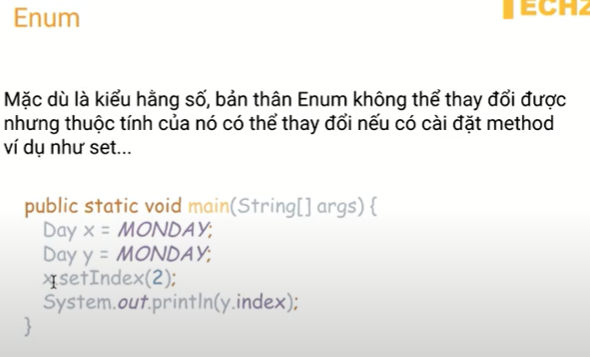 Enum
TECHZ
Mặc dù là kiểu hằng số, bản thân Enum không thể thay đổi được
nhưng thuộc tính của nó có thể thay đổi nếu có cài đặt method
ví dụ như set...
public static void main(String[] args) {
Day x = MONDAY;
Day y = MONDAY;
x.setIndex(2);
System.out.println(y.index);
}